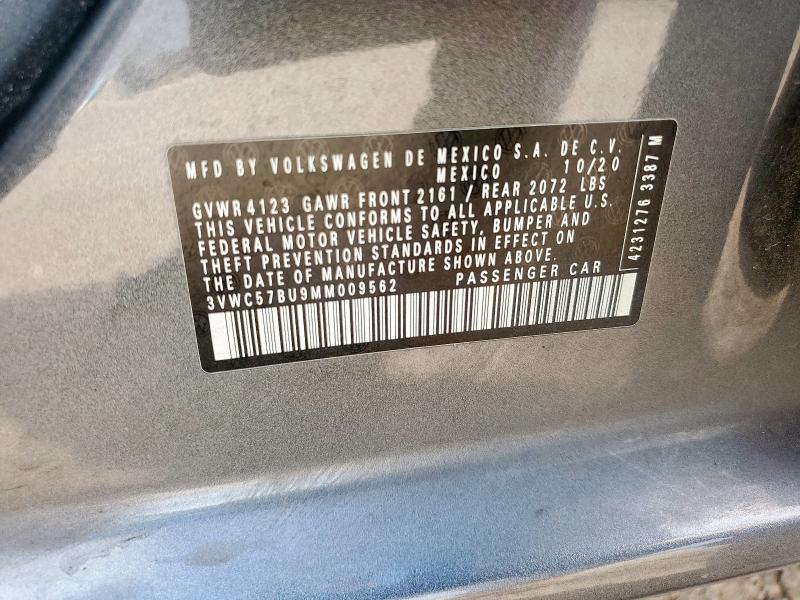 MFD BY VOLKSWAGEN DE MEXICO S.A. DE C.V.
MEXICO 10/20
GVWR 4123 GAWR FRONT 2161 / REAR 2072 LBS
THIS VEHICLE CONFORMS TO ALL APPLICABLE U.S.
FEDERAL MOTOR VEHICLE SAFETY, BUMPER AND
THEFT PREVENTION STANDARDS IN EFFECT ON
THE DATE OF MANUFACTURE SHOWN ABOVE.
3VWC57BU9MM009562 PASSENGER CAR
4231276 3387 M